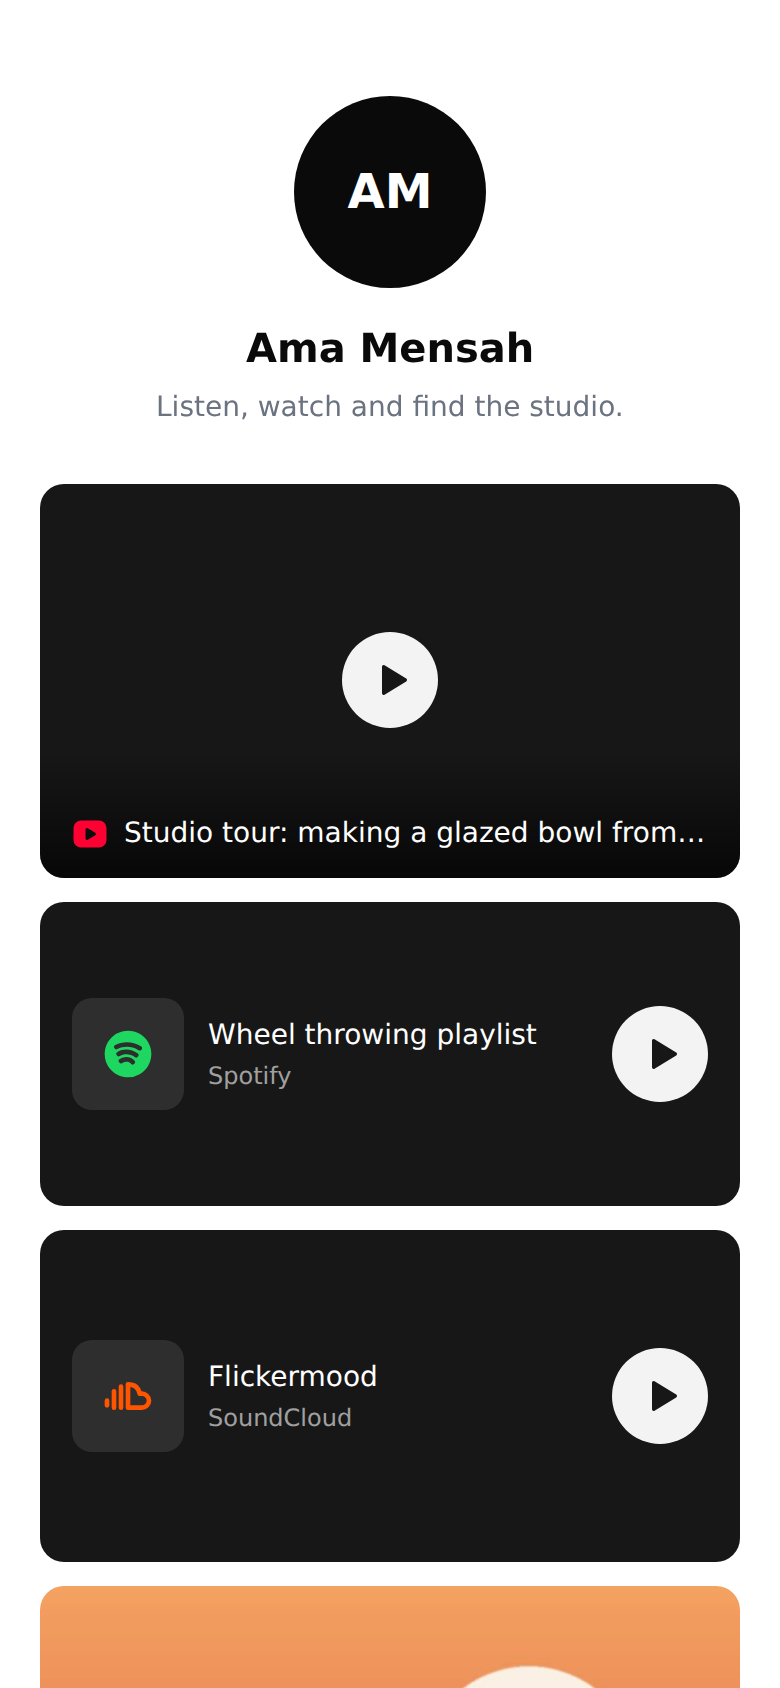 AM
Ama Mensah
Listen, watch and find the studio.
Studio tour: making a glazed bowl from…
Wheel throwing playlist
Spotify
Flickermood
SoundCloud